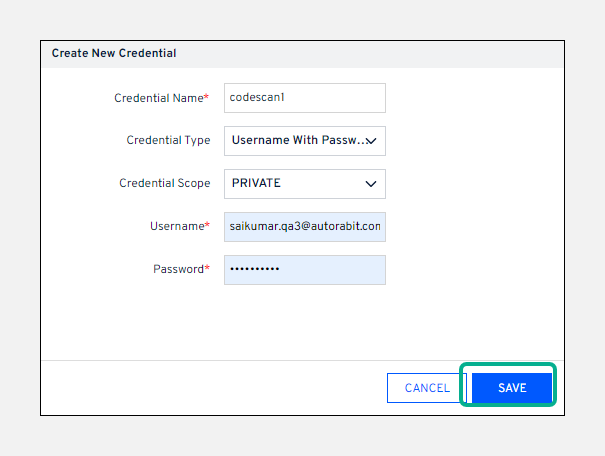 Create New Credential
Credential Name* codescan1
Credential Type Username With Passw...
Credential Scope PRIVATE
Username* saikumar.qa3@autorabit.con
Password* ••••••••••
CANCEL SAVE